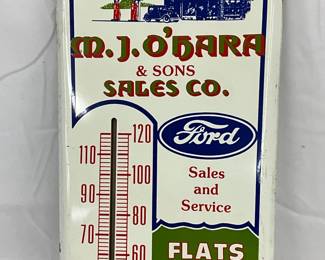 M.J. O'HARA
& SONS
SALES CO.
Ford
Sales
and
Service
FLATS
120
110
100
90
80
70
60